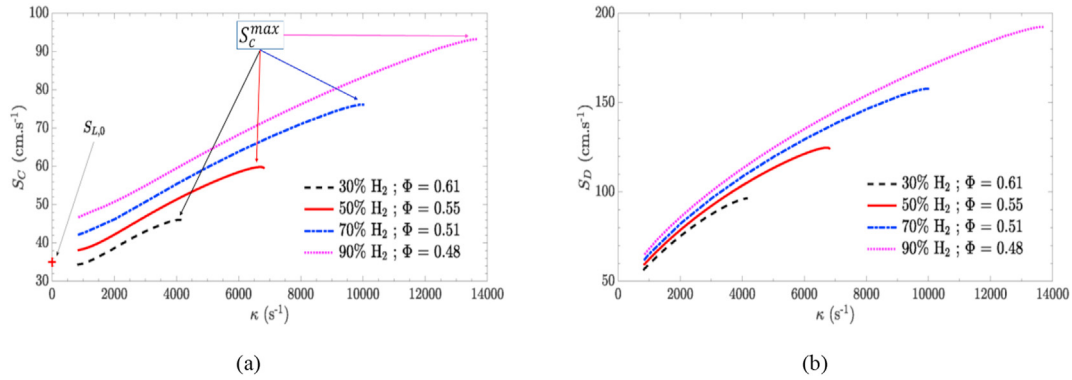 100
90
80
70
60
50
40
30
S_C (cm.s⁻¹)
S_C^max
S_L,0
30% H₂ ; Φ = 0.61
50% H₂ ; Φ = 0.55
70% H₂ ; Φ = 0.51
90% H₂ ; Φ = 0.48
0 2000 4000 6000 8000 10000 12000 14000
κ (s⁻¹)
(a)
200
150
100
50
S_D (cm.s⁻¹)
30% H₂ ; Φ = 0.61
50% H₂ ; Φ = 0.55
70% H₂ ; Φ = 0.51
90% H₂ ; Φ = 0.48
0 2000 4000 6000 8000 10000 12000 14000
κ (s⁻¹)
(b)